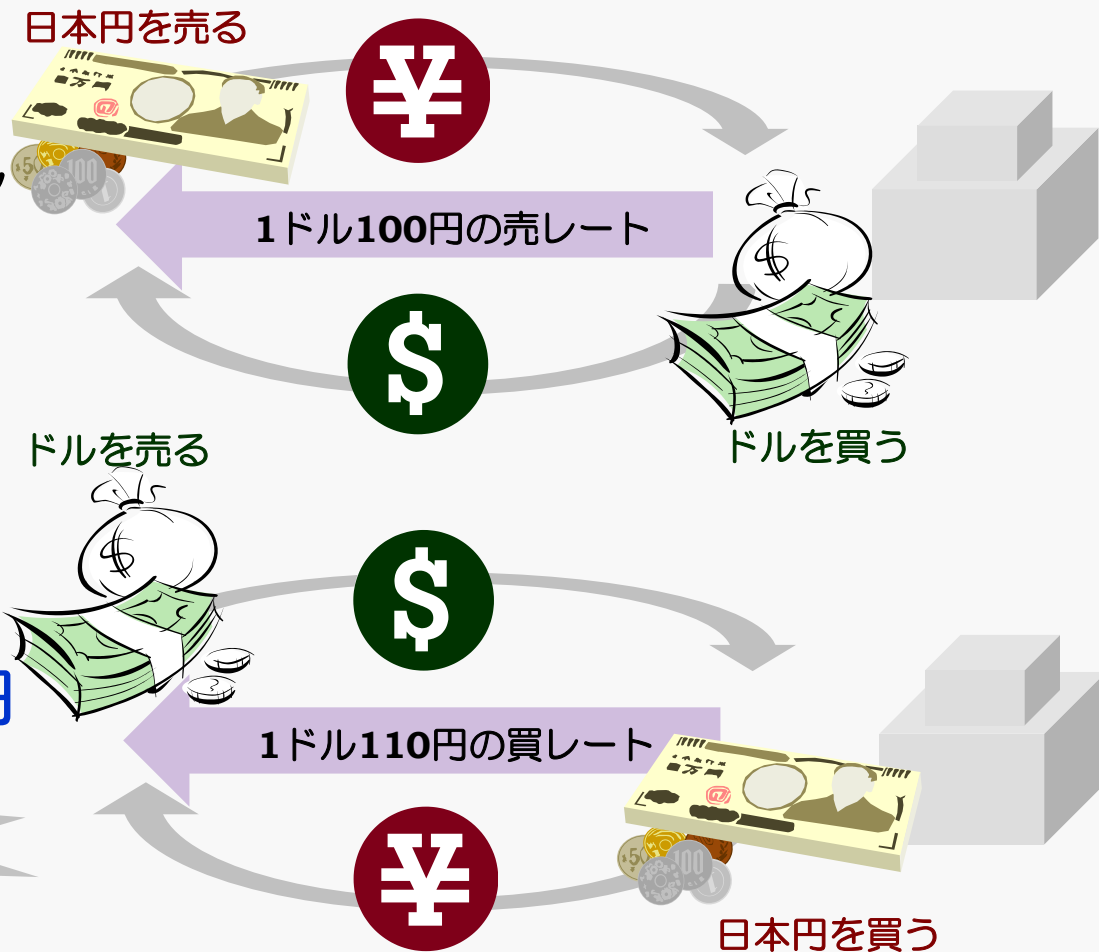 日本円を売る
¥
1ドル100円の売レート
$
ドルを買う
ドルを売る
$
円
1ドル110円の買レート
¥
日本円を買う